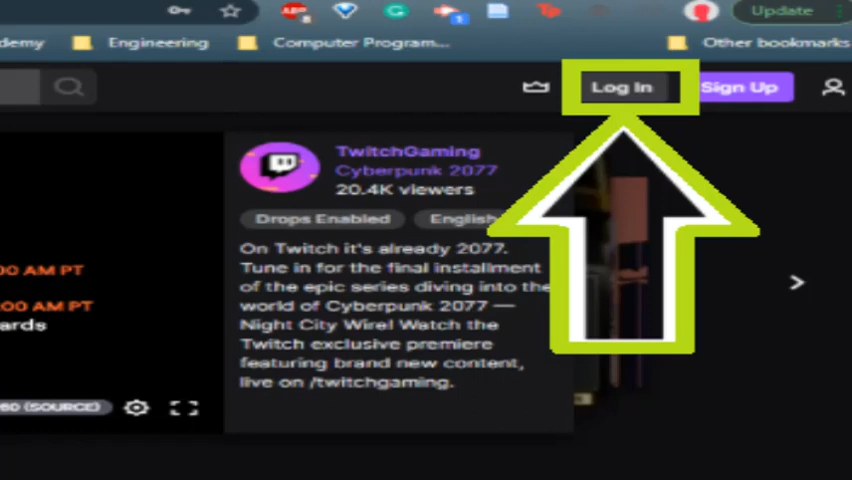 Update
demy Engineering Computer Program... Other bookmarks
Log In Sign Up
TwitchGaming
Cyberpunk 2077
20.4K viewers
Drops Enabled English
On Twitch it's already 2077.
Tune in for the final installment
of the epic series diving into the
world of Cyberpunk 2077 —
Night City Wire! Watch the
Twitch exclusive premiere
featuring brand new content,
live on /twitchgaming.
00 AM PT
00 AM PT
ards
(SOURCE)